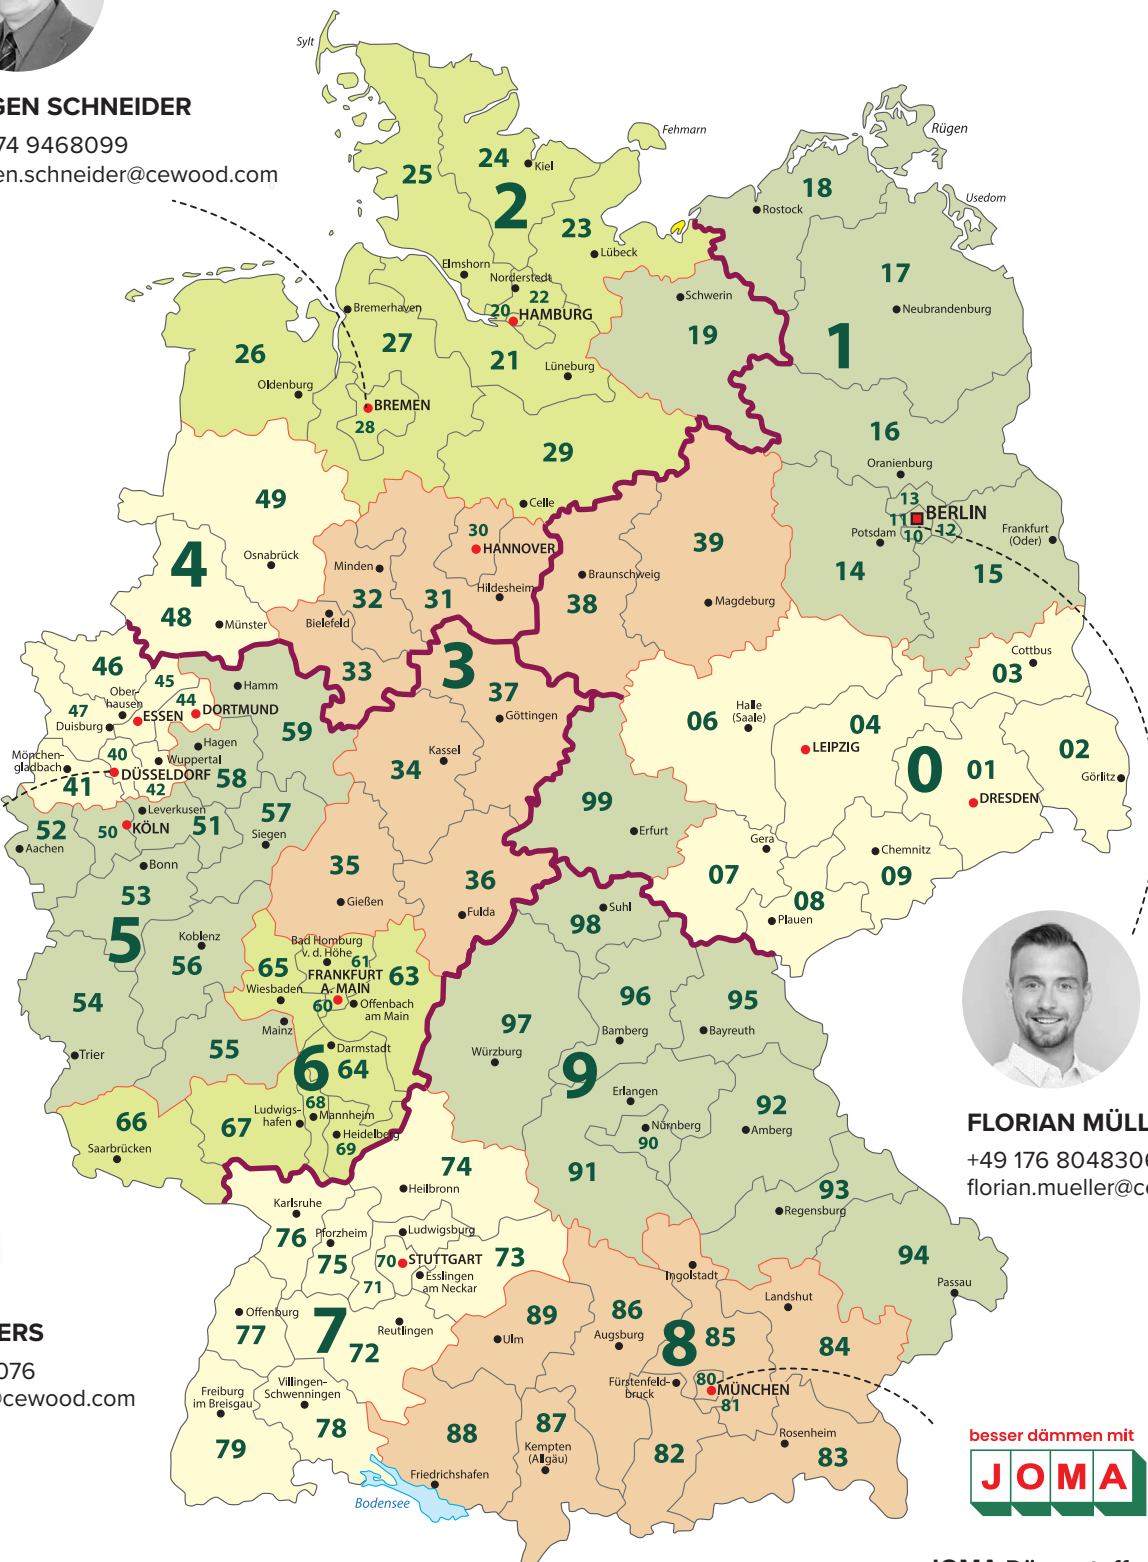 GEN SCHNEIDER
74 9468099
en.schneider@cewood.com
Sylt
Fehmarn
Rügen
Usedom
24
Kiel
25
2
23
Lübeck
18
Rostock
17
Neubrandenburg
1
Elmshorn
Norderstedt
22
20
HAMBURG
Schwerin
19
Bremerhaven
27
21
Lüneburg
26
Oldenburg
BREMEN
28
29
Celle
16
Oranienburg
13
11
BERLIN
10
12
Potsdam
Frankfurt
(Oder)
14
15
49
Osnabrück
4
48
Münster
30
HANNOVER
Minden
32
31
Hildesheim
Bielefeld
33
39
Braunschweig
38
Magdeburg
3
37
Göttingen
Kassel
34
35
Gießen
36
Fulda
46
45
Ober-
hausen
44
47
Duisburg
ESSEN
DORTMUND
Hamm
59
Mönchen-
gladbach
40
Wuppertal
Hagen
DÜSSELDORF
58
41
42
Leverkusen
52
50
KÖLN
51
57
Siegen
Aachen
Bonn
53
5
Koblenz
56
54
55
Trier
03
Cottbus
06
Halle
(Saale)
04
LEIPZIG
0
01
DRESDEN
02
Görlitz
99
Erfurt
Gera
07
Chemnitz
09
08
Plauen
98
Suhl
Bad Homburg
v. d. Höhe
61
63
65
FRANKFURT
A. MAIN
Wiesbaden
60
Offenbach
am Main
Mainz
Darmstadt
6
64
68
Mannheim
Ludwigs-
hafen
67
Heidelberg
69
66
Saarbrücken
97
Würzburg
96
Bamberg
95
Bayreuth
9
Erlangen
92
Nürnberg
90
Amberg
91
93
Regensburg
94
Passau
FLORIAN MÜLL
+49 176 8048306
florian.mueller@ce
74
Heilbronn
Karlsruhe
76
Pforzheim
Ludwigsburg
75
70
STUTTGART
73
71
Esslingen
am Neckar
Offenburg
77
7
72
Reutlingen
Villingen-
Schwenningen
Freiburg
im Breisgau
78
79
Ingolstadt
Landshut
89
86
Ulm
Augsburg
8
85
84
Fürstenfeld-
bruck
80
MÜNCHEN
81
88
87
Kempten
(Allgäu)
82
Rosenheim
83
Friedrichshafen
Bodensee
ERS
076
@cewood.com
besser dämmen mit
JOMA